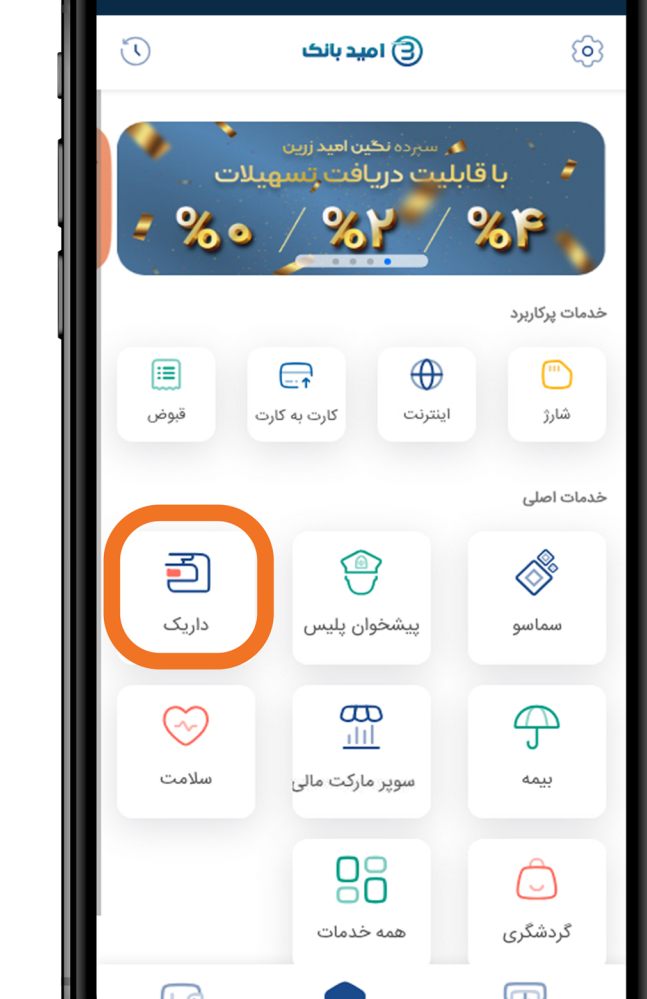 امید بانک
سپرده نگین امید زرین
با قابلیت دریافت تسهیلات
%۴ / %۲ / %۰
خدمات پرکاربرد
شارژ
اینترنت
کارت به کارت
قبوض
خدمات اصلی
سماسو
پیشخوان پلیس
داریک
بیمه
سوپر مارکت مالی
سلامت
گردشگری
همه خدمات